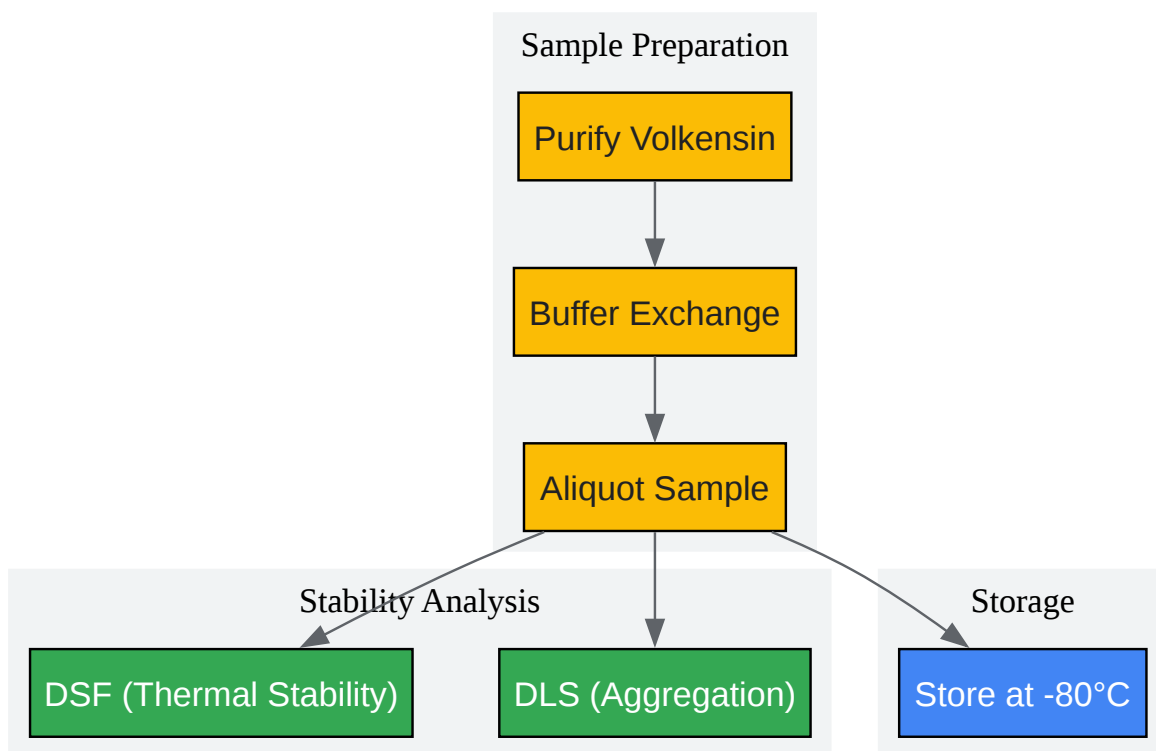 Sample Preparation
Purify Volkensin
Buffer Exchange
Aliquot Sample
Stability Analysis
Storage
DSF (Thermal Stability)
DLS (Aggregation)
Store at -80°C